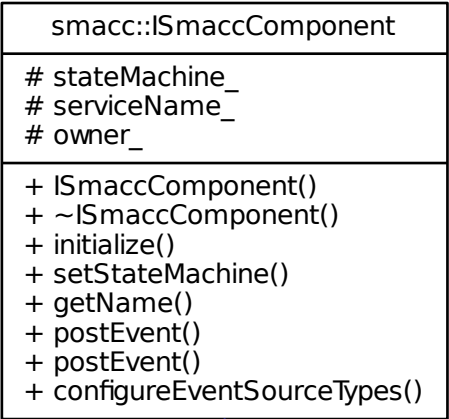 smacc::ISmaccComponent
# stateMachine_
# serviceName_
# owner_
+ ISmaccComponent()
+ ~ISmaccComponent()
+ initialize()
+ setStateMachine()
+ getName()
+ postEvent()
+ postEvent()
+ configureEventSourceTypes()